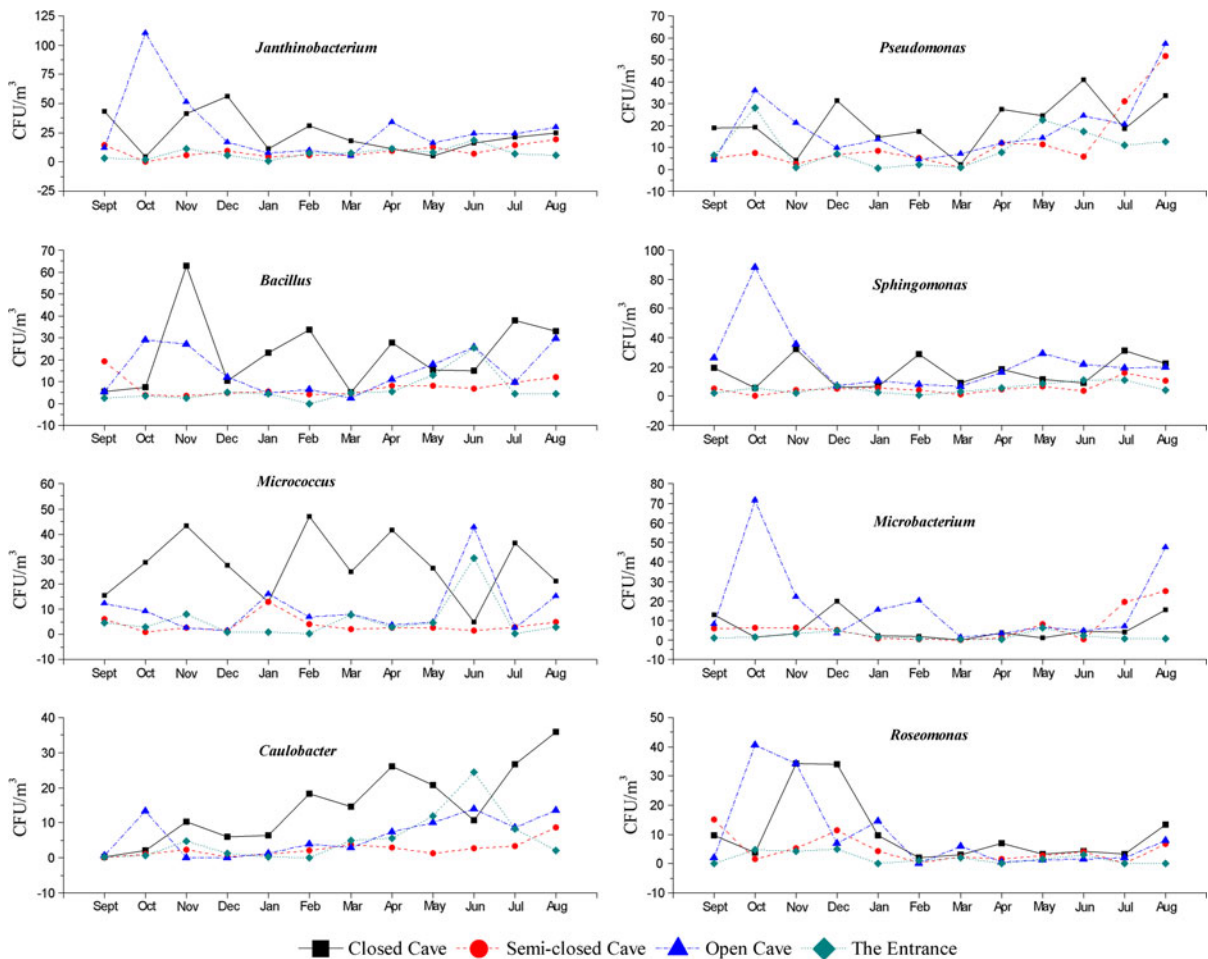 Janthinobacterium
CFU/m³
125
100
75
50
25
0
25
Sept Oct Nov Dec Jan Feb Mar Apr May Jun Jul Aug
Pseudomonas
CFU/m³
70
60
50
40
30
20
10
0
-10
Sept Oct Nov Dec Jan Feb Mar Apr May Jun Jul Aug
Bacillus
CFU/m³
70
60
50
40
30
20
10
0
-10
Sept Oct Nov Dec Jan Feb Mar Apr May Jun Jul Aug
Sphingomonas
CFU/m³
100
80
60
40
20
0
-20
Sept Oct Nov Dec Jan Feb Mar Apr May Jun Jul Aug
Micrococcus
CFU/m³
60
50
40
30
20
10
0
-10
Sept Oct Nov Dec Jan Feb Mar Apr May Jun Jul Aug
Microbacterium
CFU/m³
80
70
60
50
40
30
20
10
0
-10
Sept Oct Nov Dec Jan Feb Mar Apr May Jun Jul Aug
Caulobacter
CFU/m³
40
30
20
10
0
-10
Sept Oct Nov Dec Jan Feb Mar Apr May Jun Jul Aug
Roseomonas
CFU/m³
50
40
30
20
10
0
-10
Sept Oct Nov Dec Jan Feb Mar Apr May Jun Jul Aug
Closed Cave Semi-closed Cave Open Cave The Entrance